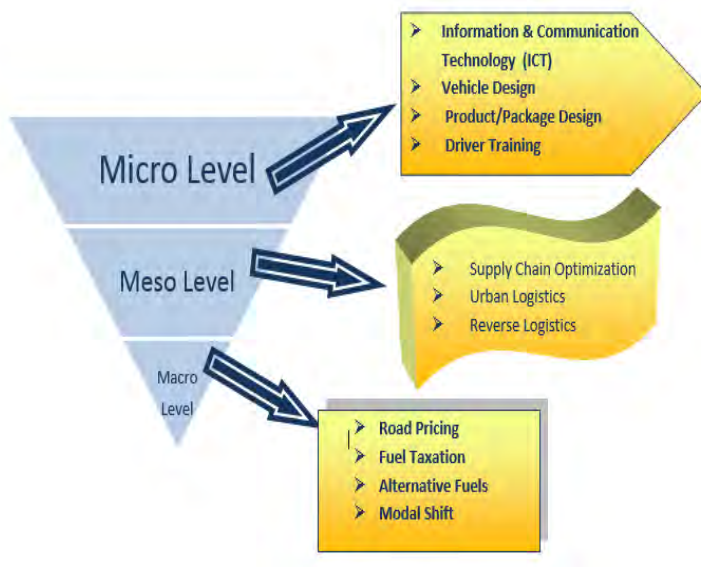 Micro Level
➢ Information & Communication
Technology (ICT)
➢ Vehicle Design
➢ Product/Package Design
➢ Driver Training
Meso Level
➢ Supply Chain Optimization
➢ Urban Logistics
➢ Reverse Logistics
Macro
Level
➢ Road Pricing
➢ Fuel Taxation
➢ Alternative Fuels
➢ Modal Shift